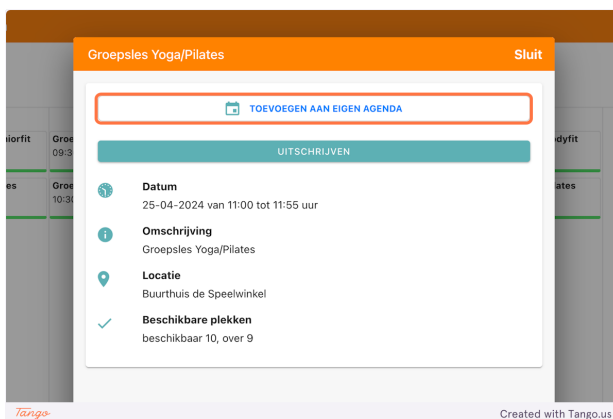 Groepsles Yoga/Pilates Sluit
TOEVOEGEN AAN EIGEN AGENDA
UITSCHRIJVEN
Datum
25-04-2024 van 11:00 tot 11:55 uur
Omschrijving
Groepsles Yoga/Pilates
Locatie
Buurthuis de Speelwinkel
Beschikbare plekken
beschikbaar 10, over 9
Tango Created with Tango.us